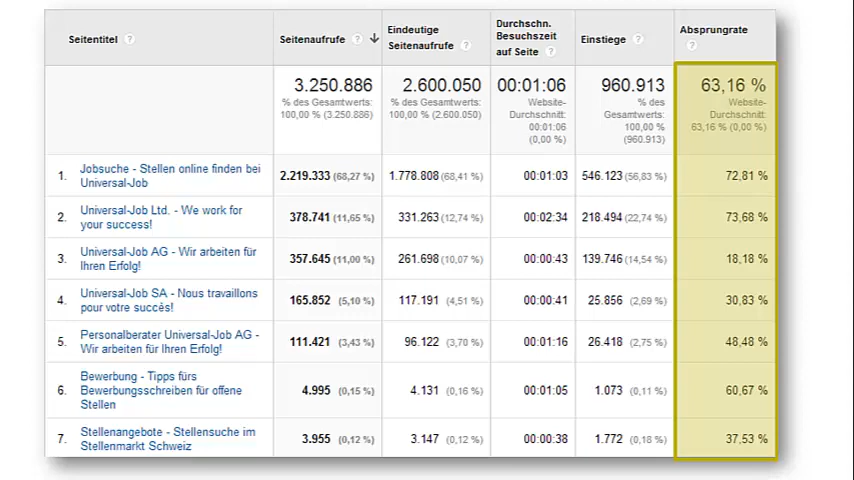 Seitentitel ? Seitenaufrufe ? ↓ Eindeutige Seitenaufrufe ? Durchschn. Besuchszeit auf Seite ? Einstiege ? Absprungrate ?
3.250.886 2.600.050 00:01:06 960.913 63,16 %
% des Gesamtwerts: 100,00 % (3.250.886) % des Gesamtwerts: 100,00 % (2.600.050) Website-Durchschnitt: 00:01:06 (0,00 %) % des Gesamtwerts: 100,00 % (960.913) Website-Durchschnitt: 63,16 % (0,00 %)
1. Jobsuche - Stellen online finden bei Universal-Job 2.219.333 (68,27 %) 1.778.808 (68,41 %) 00:01:03 546.123 (56,83 %) 72,81 %
2. Universal-Job Ltd. - We work for your success! 378.741 (11,65 %) 331.263 (12,74 %) 00:02:34 218.494 (22,74 %) 73,68 %
3. Universal-Job AG - Wir arbeiten für Ihren Erfolg! 357.645 (11,00 %) 261.698 (10,07 %) 00:00:43 139.746 (14,54 %) 18,18 %
4. Universal-Job SA - Nous travaillons pour votre succès! 165.852 (5,10 %) 117.191 (4,51 %) 00:00:41 25.856 (2,69 %) 30,83 %
5. Personalberater Universal-Job AG - Wir arbeiten für Ihren Erfolg! 111.421 (3,43 %) 96.122 (3,70 %) 00:01:16 26.418 (2,75 %) 48,48 %
6. Bewerbung - Tipps fürs Bewerbungsschreiben für offene Stellen 4.995 (0,15 %) 4.131 (0,16 %) 00:01:05 1.073 (0,11 %) 60,67 %
7. Stellenangebote - Stellensuche im Stellenmarkt Schweiz 3.955 (0,12 %) 3.147 (0,12 %) 00:00:38 1.772 (0,18 %) 37,53 %